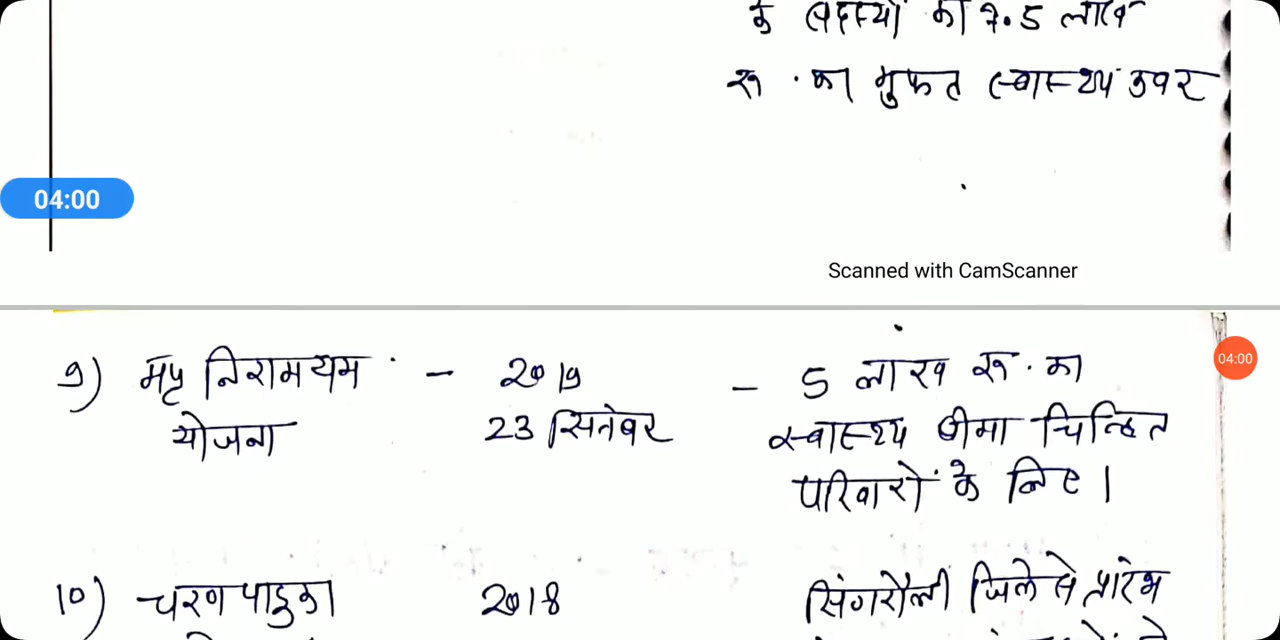 के सदस्यों को 7.5 लाख
रु. का मुफत स्वास्थ्य कवर
04:00
Scanned with CamScanner
04:00
9) मप्र निरामयम - 2019 - 5 लाख रु. का
योजना 23 सितंबर स्वास्थ्य बीमा चिन्हित
परिवारों के लिए।
10) चरण पादुका 2018 सिंगरौली जिले से प्रारंभ